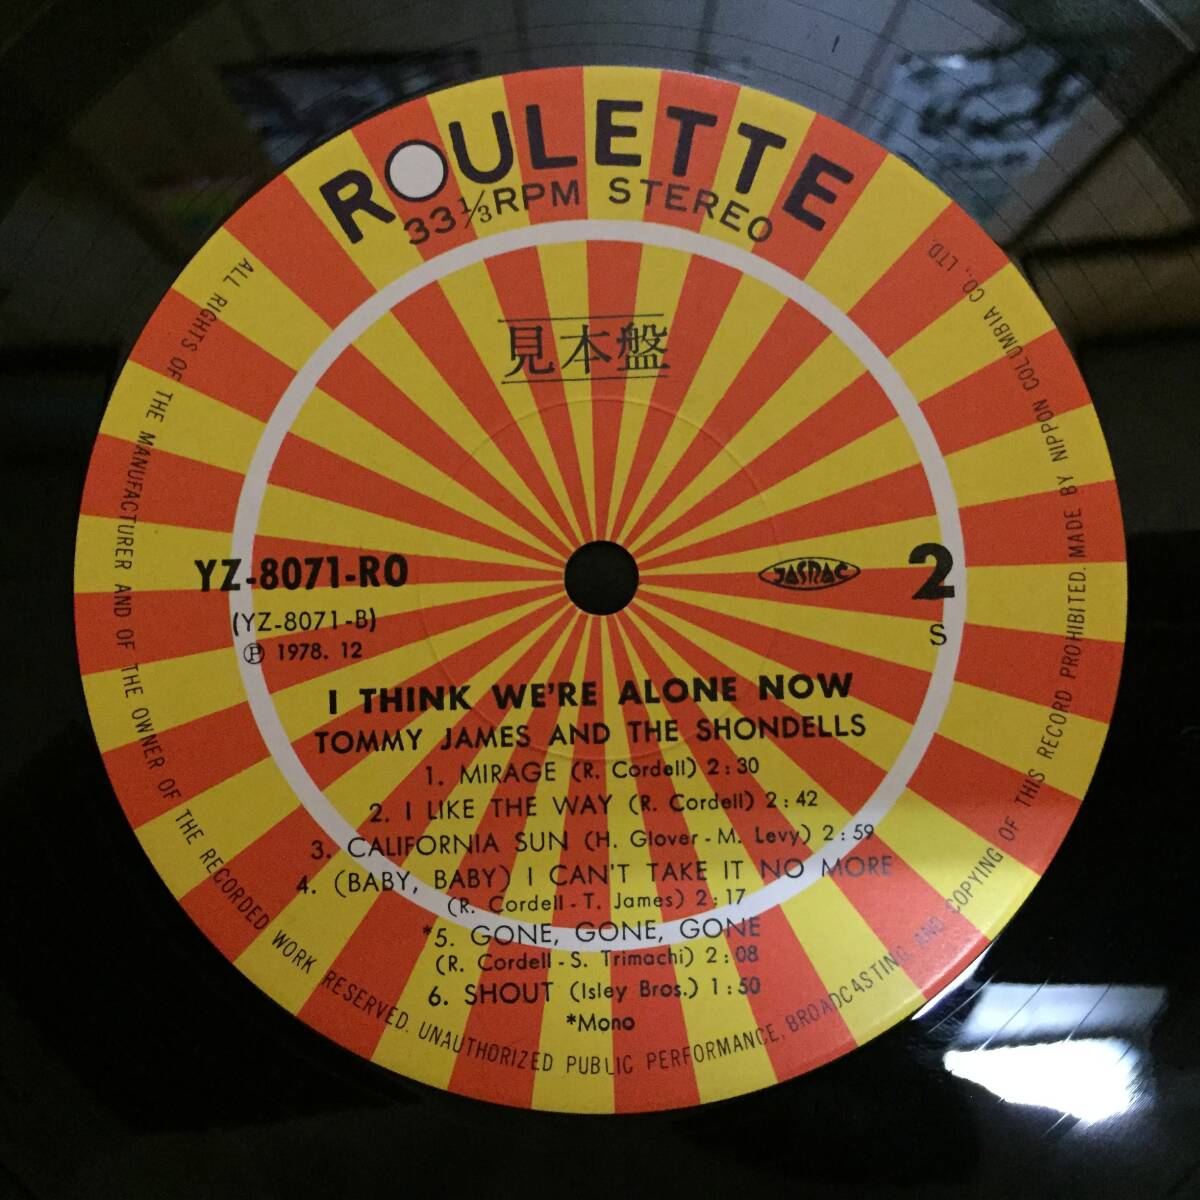 ROULETTE
33 1/3 RPM STEREO
見本盤
YZ-8071-RO
(YZ-8071-B)
Ⓟ 1978. 12
JASRAC
2
S
I THINK WE'RE ALONE NOW
TOMMY JAMES AND THE SHONDELLS
1. MIRAGE (R. Cordell) 2:30
2. I LIKE THE WAY (R. Cordell) 2:42
3. CALIFORNIA SUN (H. Glover-M. Levy) 2:59
4. (BABY, BABY) I CAN'T TAKE IT NO MORE
(R. Cordell-T. James) 2:17
*5. GONE, GONE, GONE
(R. Cordell-S. Trimachi) 2:08
6. SHOUT (Isley Bros.) 1:50
*Mono
ALL RIGHTS OF THE MANUFACTURER AND OF THE OWNER OF THE RECORDED WORK RESERVED. UNAUTHORIZED PUBLIC PERFORMANCE, BROADCASTING AND COPYING OF THIS RECORD PROHIBITED. MADE BY NIPPON COLUMBIA CO., LTD.